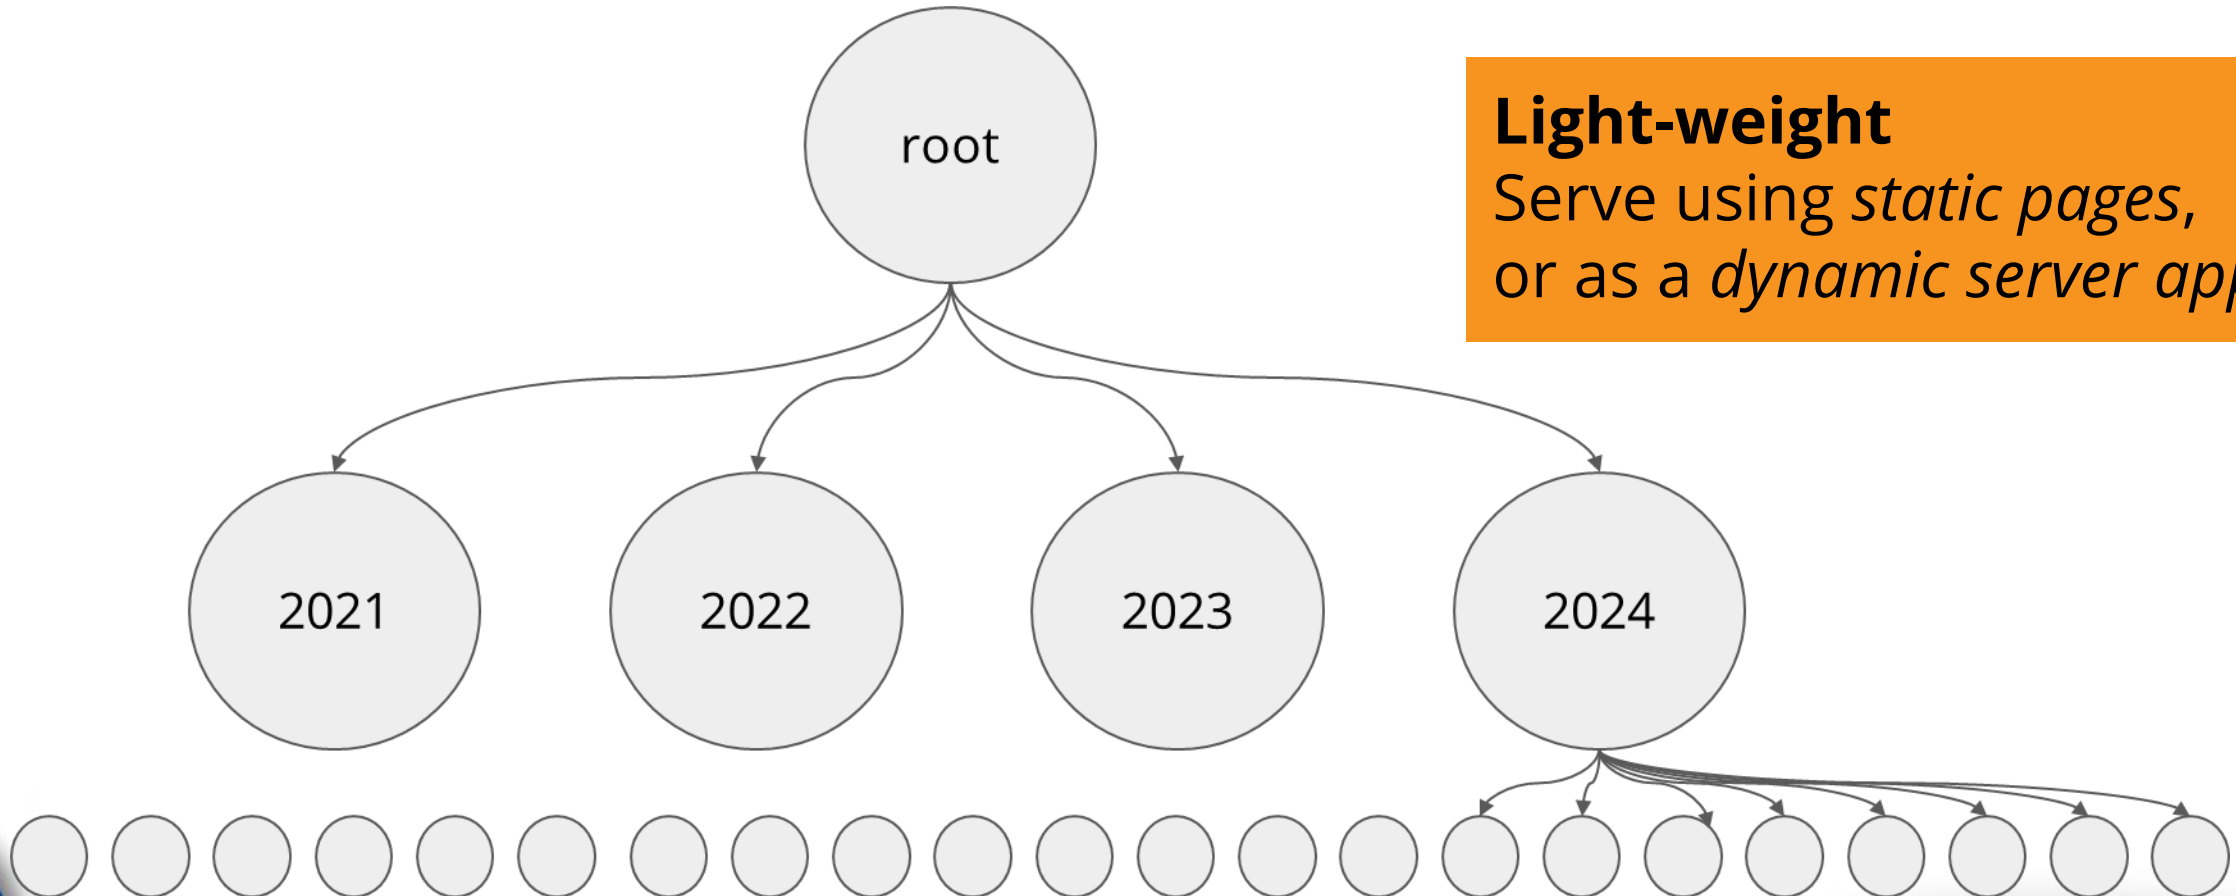 root
Light-weight
Serve using static pages,
or as a dynamic server
2021
2022
2023
2024